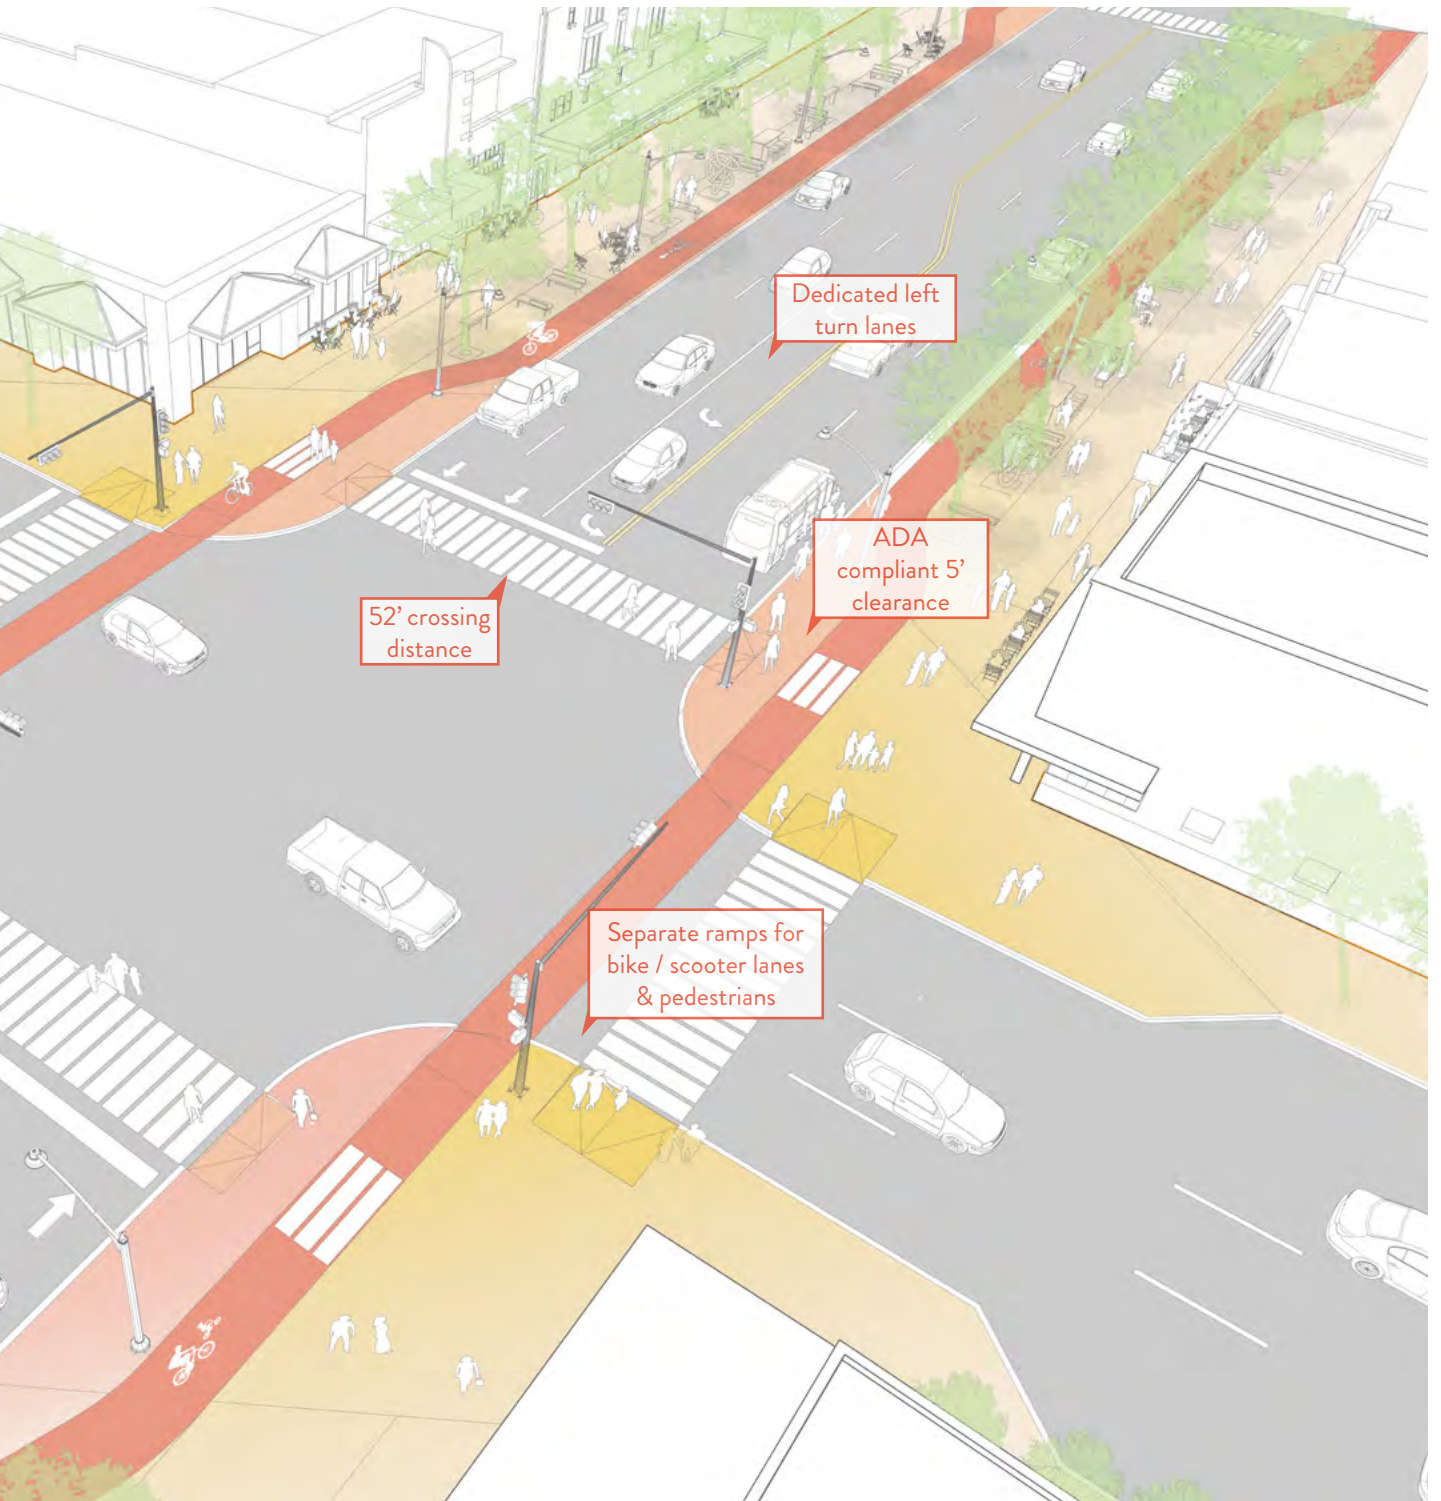 Dedicated left
turn lanes
ADA
compliant 5’
clearance
52’ crossing
distance
Separate ramps for
bike / scooter lanes
& pedestrians